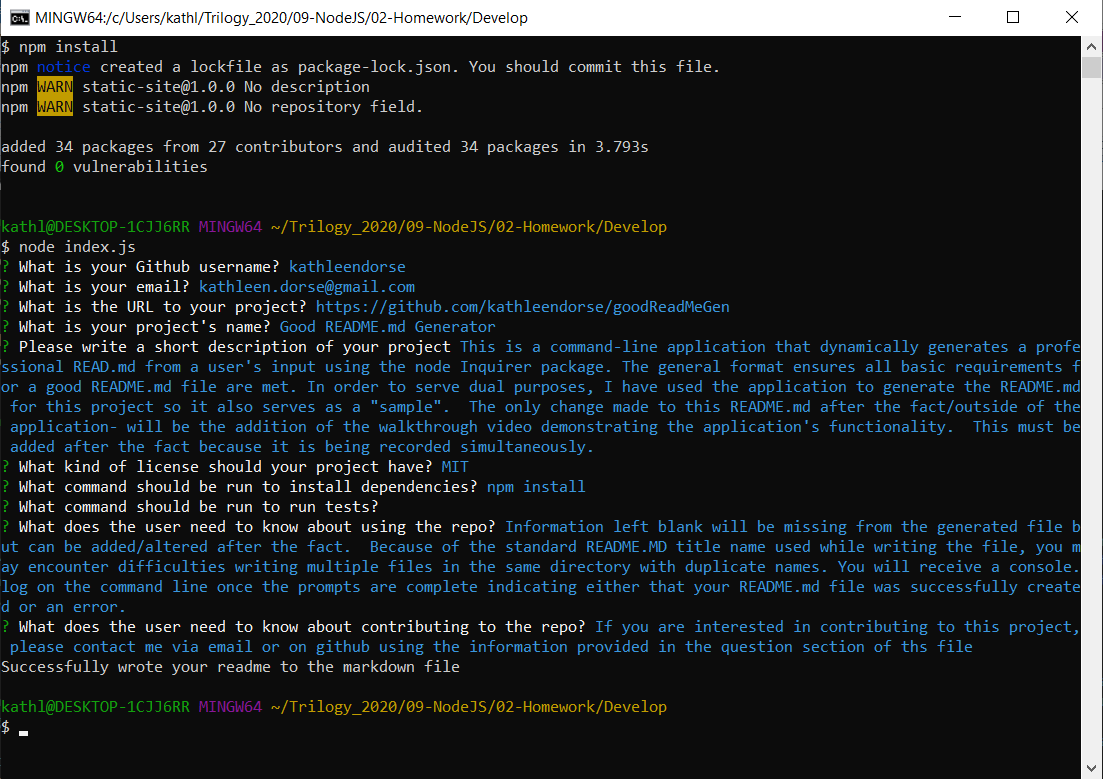 MINGW64:/c/Users/kathl/Trilogy_2020/09-NodeJS/02-Homework/Develop
$ npm install
npm notice created a lockfile as package-lock.json. You should commit this file.
npm WARN static-site@1.0.0 No description
npm WARN static-site@1.0.0 No repository field.
added 34 packages from 27 contributors and audited 34 packages in 3.793s
found 0 vulnerabilities
kathl@DESKTOP-1CJJ6RR MINGW64 ~/Trilogy_2020/09-NodeJS/02-Homework/Develop
$ node index.js
? What is your Github username? kathleendorse
? What is your email? kathleen.dorse@gmail.com
? What is the URL to your project? https://github.com/kathleendorse/goodReadMeGen
? What is your project's name? Good README.md Generator
? Please write a short description of your project This is a command-line application that dynamically generates a profe
ssional READ.md from a user's input using the node Inquirer package. The general format ensures all basic requirements f
or a good README.md file are met. In order to serve dual purposes, I have used the application to generate the README.md
for this project so it also serves as a "sample".  The only change made to this README.md after the fact/outside of the
application- will be the addition of the walkthrough video demonstrating the application's functionality.  This must be
added after the fact because it is being recorded simultaneously.
? What kind of license should your project have? MIT
? What command should be run to install dependencies? npm install
? What command should be run to run tests?
? What does the user need to know about using the repo? Information left blank will be missing from the generated file b
ut can be added/altered after the fact.  Because of the standard README.MD title name used while writing the file, you m
ay encounter difficulties writing multiple files in the same directory with duplicate names. You will receive a console.
log on the command line once the prompts are complete indicating either that your README.md file was successfully create
d or an error.
? What does the user need to know about contributing to the repo? If you are interested in contributing to this project,
please contact me via email or on github using the information provided in the question section of ths file
Successfully wrote your readme to the markdown file
kathl@DESKTOP-1CJJ6RR MINGW64 ~/Trilogy_2020/09-NodeJS/02-Homework/Develop
$